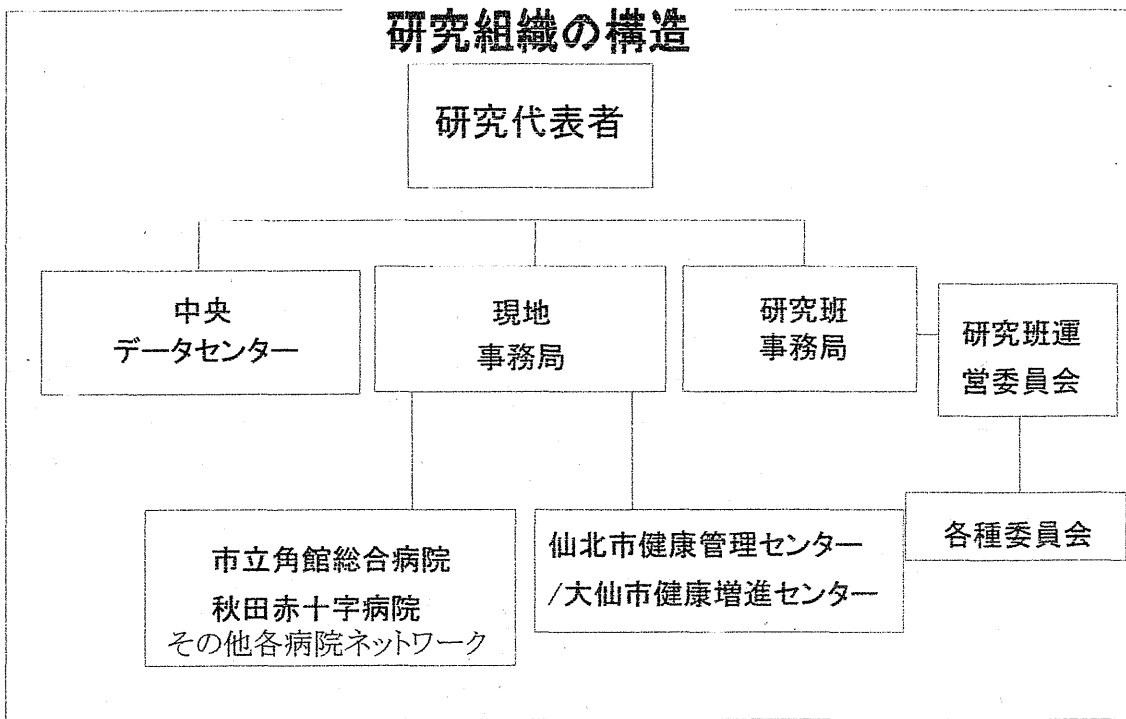 研究組織の構造
研究代表者
中央
データセンター
現地
事務局
研究班
事務局
研究班運
営委員会
市立角館総合病院
秋田赤十字病院
その他各病院ネットワーク
仙北市健康管理センター
/大仙市健康増進センター
各種委員会